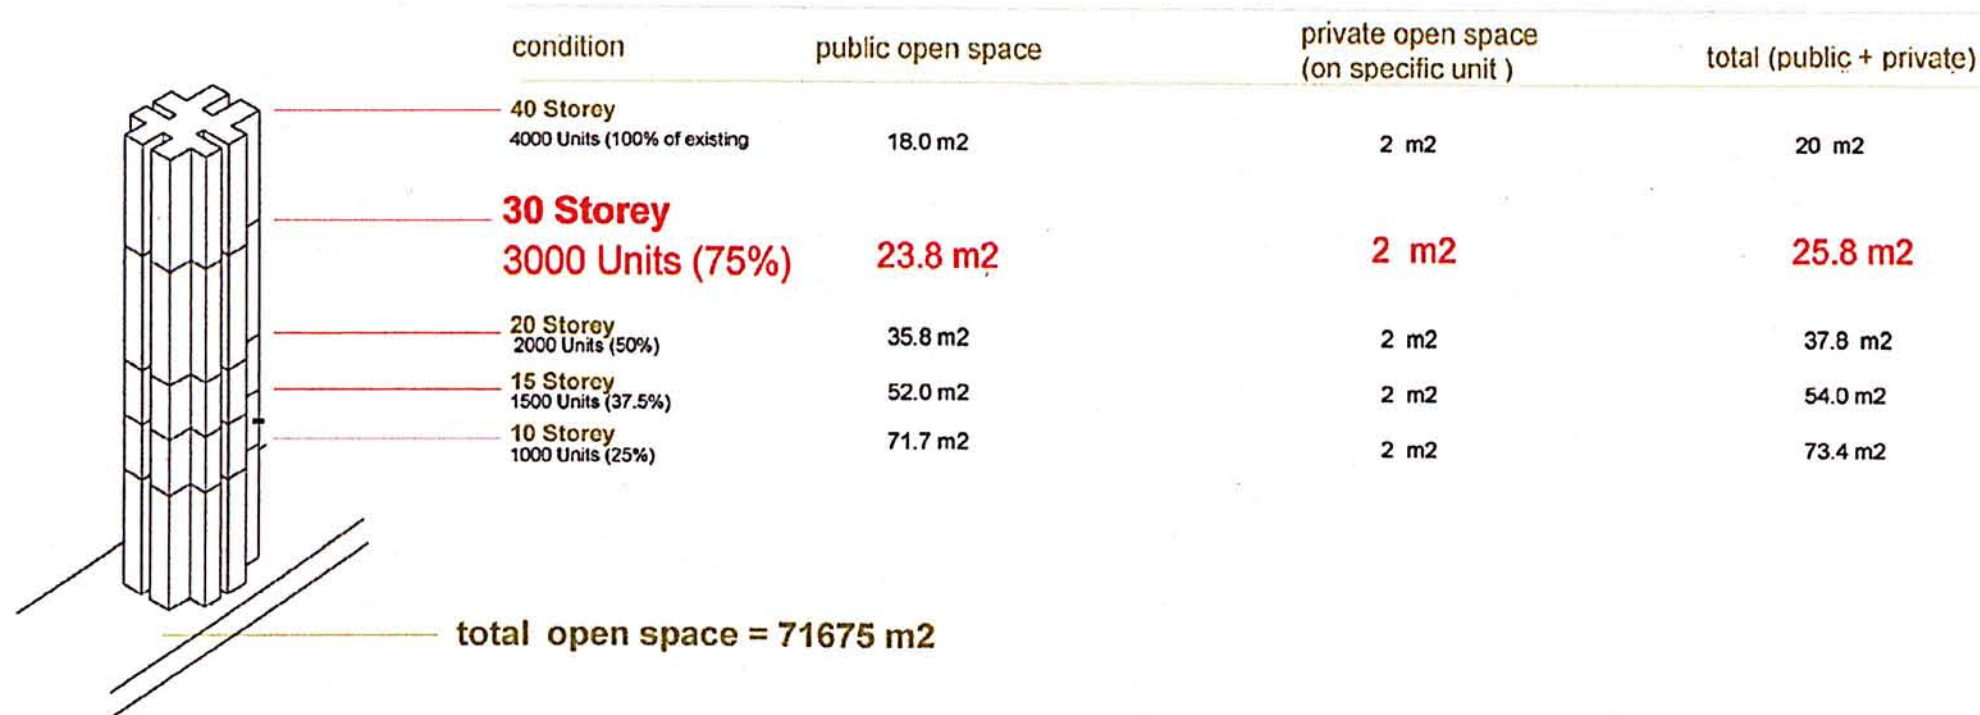 condition public open space private open space total (public + private)
(on specific unit )
40 Storey
4000 Units (100% of existing 18.0 m2 2 m2 20 m2
30 Storey
3000 Units (75%) 23.8 m2 2 m2 25.8 m2
20 Storey
2000 Units (50%) 35.8 m2 2 m2 37.8 m2
15 Storey
1500 Units (37.5%) 52.0 m2 2 m2 54.0 m2
10 Storey
1000 Units (25%) 71.7 m2 2 m2 73.4 m2
total open space = 71675 m2